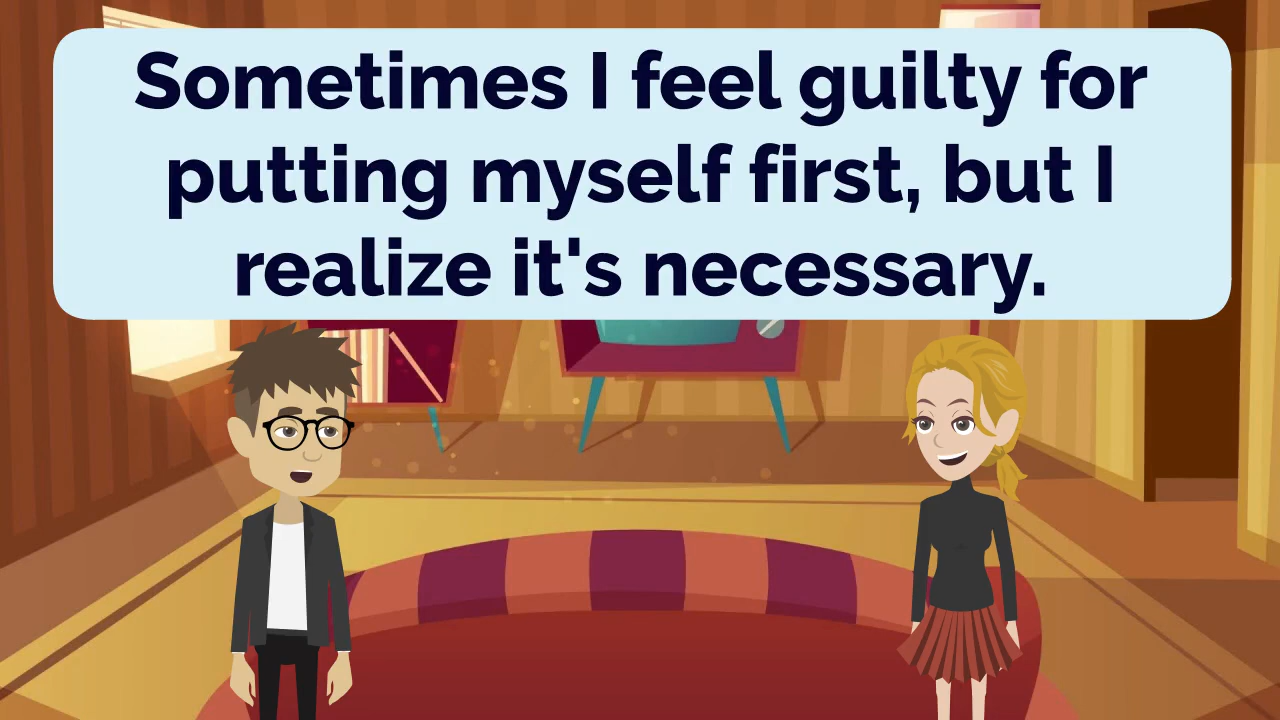 Sometimes I feel guilty for
putting myself first, but I
realize it's necessary.